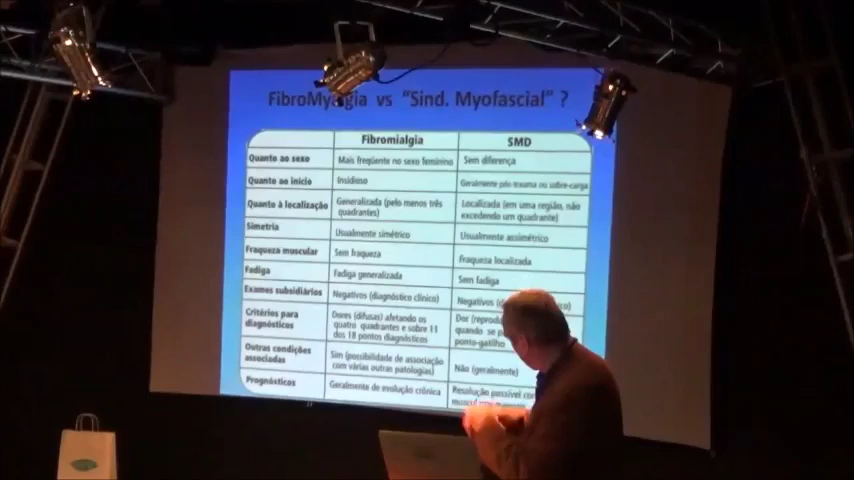 FibroMyalgia vs "Sind. Myofascial" ?
Fibromialgia SMD
Quanto ao sexo Mais freqüente no sexo feminino Sem diferença
Quanto ao início Insidioso Geralmente pós-trauma ou sobre-carga
Quanto à localização Generalizada (pelo menos três
quadrantes) Localizada (em uma região, não
excedendo um quadrante)
Simetria Usualmente simétrico Usualmente assimétrico
Fraqueza muscular Sem fraqueza Fraqueza localizada
Fadiga Fadiga generalizada Sem fadiga
Exames subsidiários Negativos (diagnóstico clínico) Negativos
Critérios para
diagnósticos Dores (difusas) afetando os
quatro quadrantes e sobre 11
dos 18 pontos dolorosos Dor
quando se
ponto-gatilho
Outras condições
associadas Sim (possibilidade de associação
com várias outras patologias) Não (geralmente)
Prognósticos Geralmente de evolução crônica Resolução possível